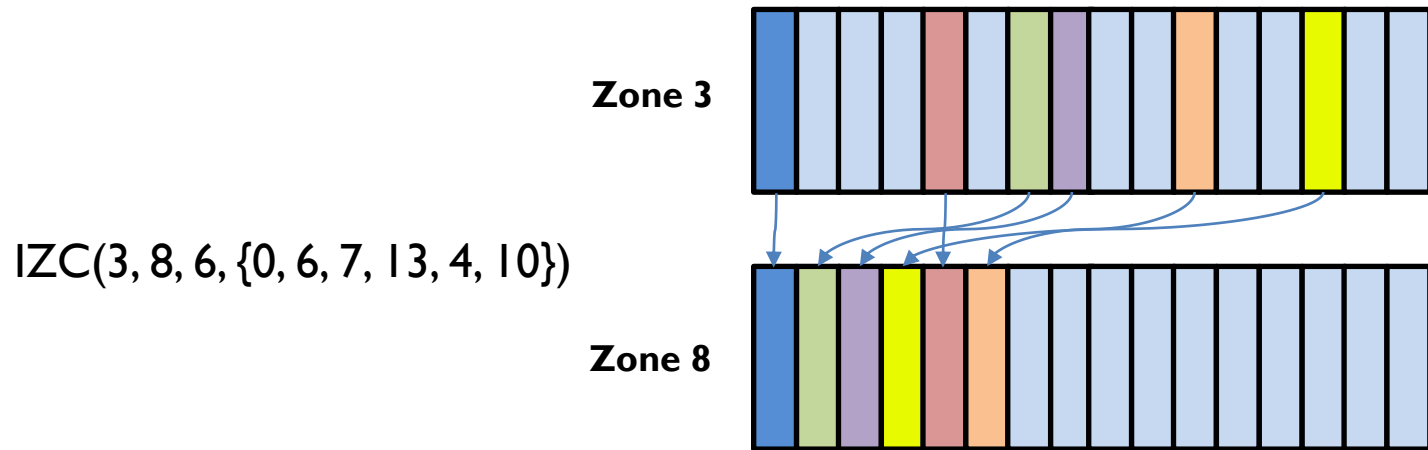 Zone 3
IZC(3, 8, 6, {0, 6, 7, 13, 4, 10})
Zone 8